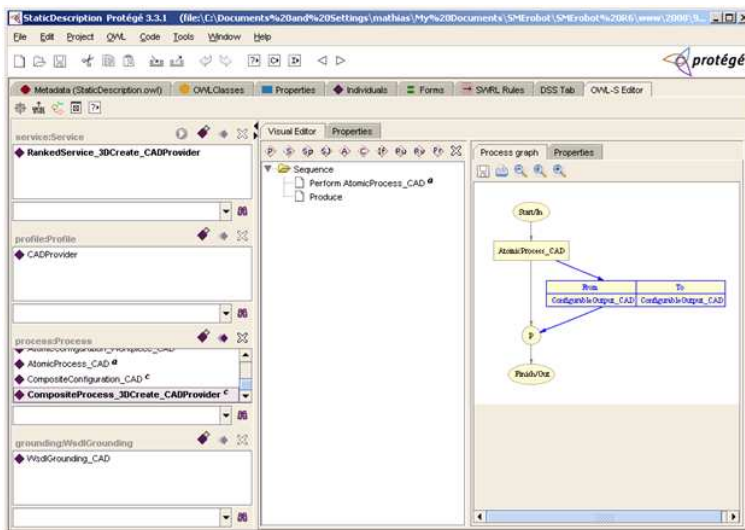 StaticDescription Protégé 3.3.1 (file:\C:\Documents%20and%20Settings\mathias\My%20Documents\SMErobot%20R6\www\2008\9...
File Edit Project OWL Code Tools Window Help
protégé
Metadata (StaticDescription.owl) OWLClasses Properties Individuals Forms SWRL Rules DSS Tab OWL-S Editor
service:Service
RankedService_3DCreate_CADProvider
profile:Profile
CADProvider
process:Process
AtomicConfiguration_Workpiece_CAD
AtomicProcess_CAD a
CompositeConfiguration_CAD c
CompositeProcess_3DCreate_CADProvider c
grounding:WsdlGrounding
WsdlGrounding_CAD
Visual Editor Properties
Sequence
Perform AtomicProcess_CAD a
Produce
Process graph Properties
Start/In
AtomicProcess_CAD
From To
ConfigurableOutput_CAD ConfigurableOutput_CAD
P
Finish/Out